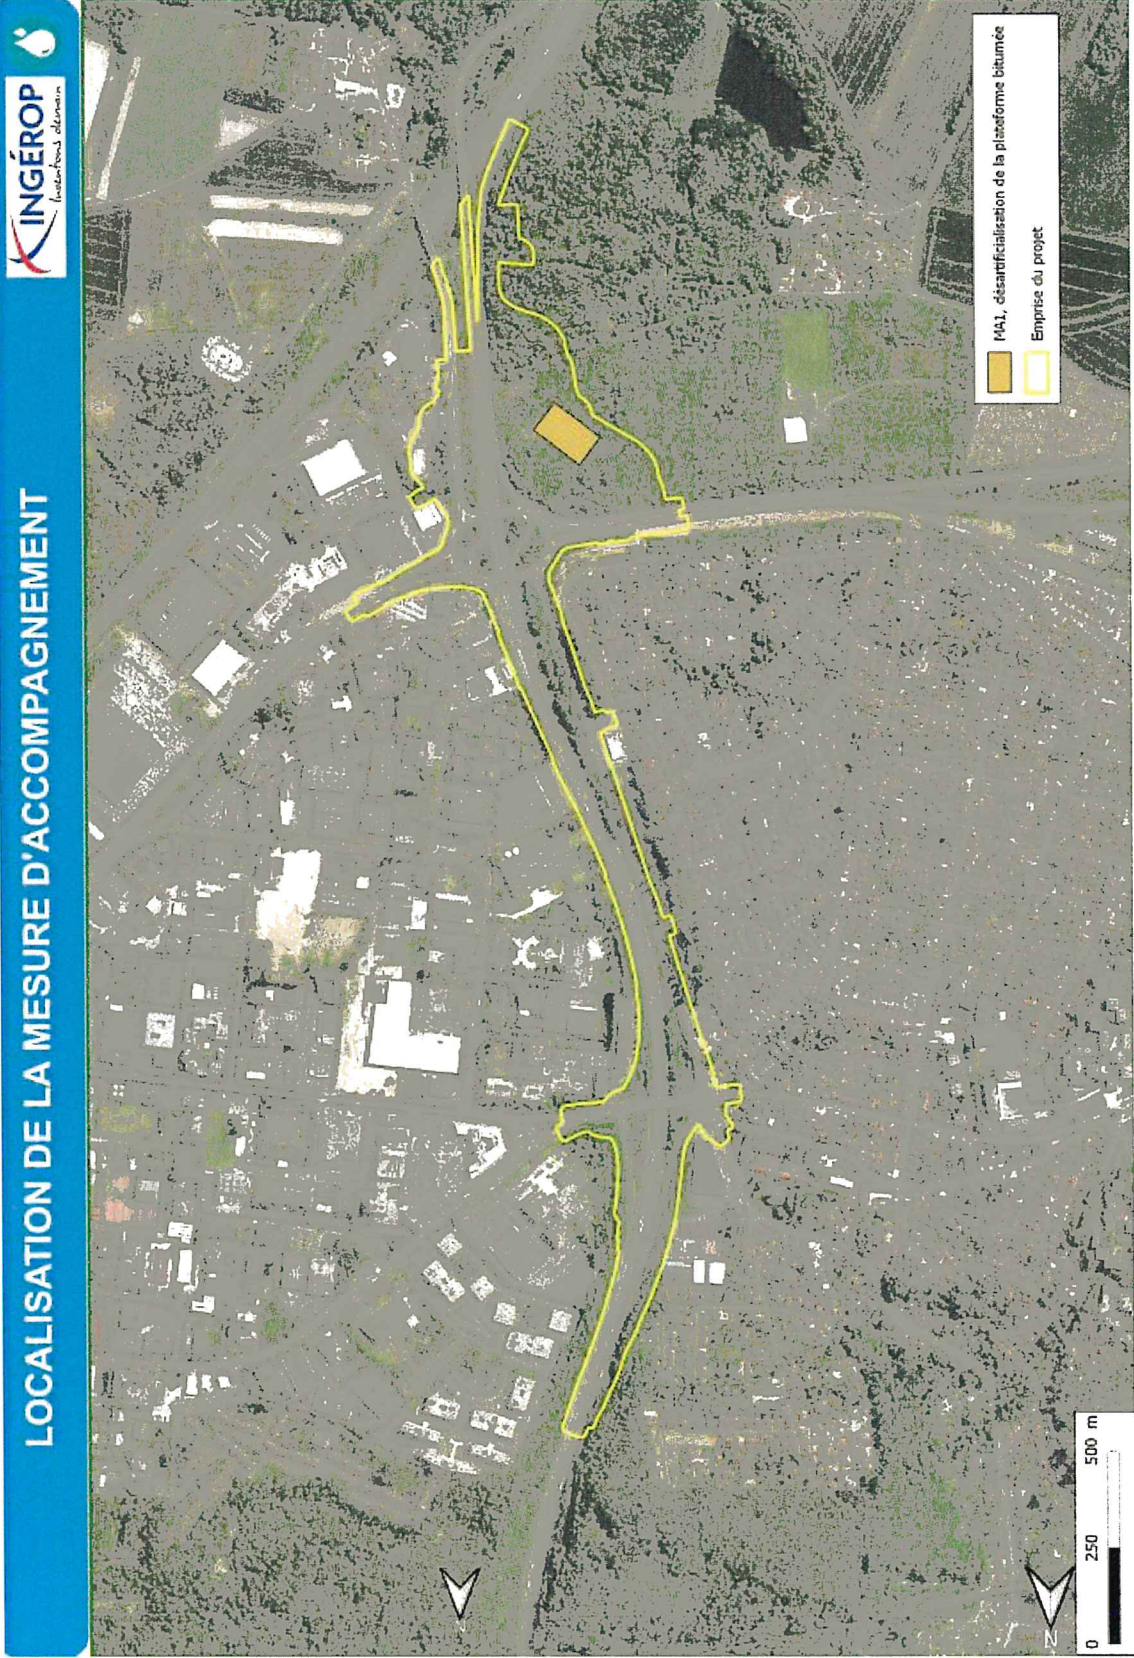 LOCALISATION DE LA MESURE D'ACCOMPAGNEMENT
INGÉROP
Inventons demain
MA1, désartificialisation de la plateforme bitumée
Emprise du projet
N
0 250 500 m